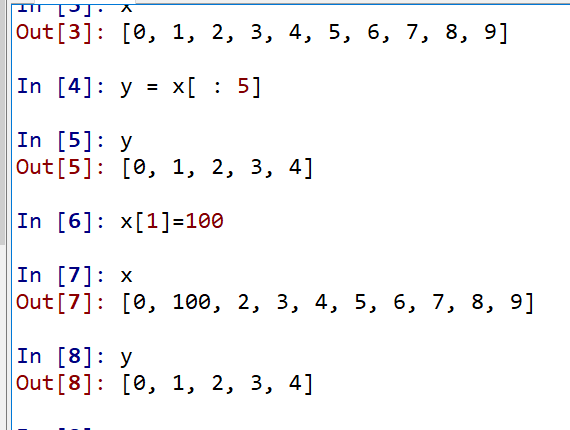 In [3]: x
Out[3]: [0, 1, 2, 3, 4, 5, 6, 7, 8, 9]
In [4]: y = x[ : 5]
In [5]: y
Out[5]: [0, 1, 2, 3, 4]
In [6]: x[1]=100
In [7]: x
Out[7]: [0, 100, 2, 3, 4, 5, 6, 7, 8, 9]
In [8]: y
Out[8]: [0, 1, 2, 3, 4]